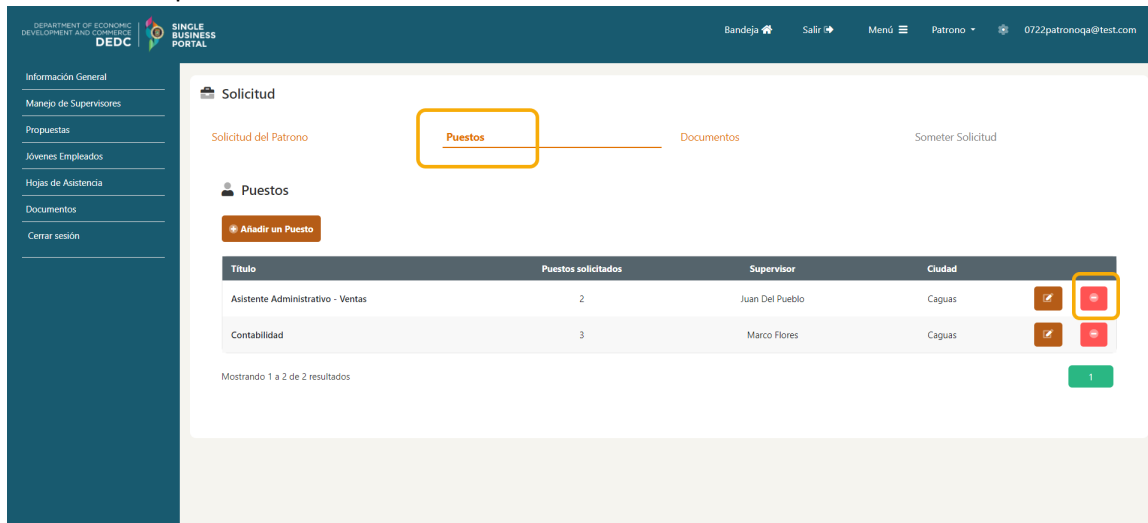 DEPARTMENT OF ECONOMIC
DEVELOPMENT AND COMMERCE
DEDC
SINGLE
BUSINESS
PORTAL
Bandeja
Salir
Menú
Patrono
0722patronoqa@test.com
Información General
Manejo de Supervisores
Propuestas
Jóvenes Empleados
Hojas de Asistencia
Documentos
Cerrar sesión
Solicitud
Solicitud del Patrono
Puestos
Documentos
Someter Solicitud
Puestos
Añadir un Puesto
Título Puestos solicitados Supervisor Ciudad
Asistente Administrativo - Ventas 2 Juan Del Pueblo Caguas
Contabilidad 3 Marco Flores Caguas
Mostrando 1 a 2 de 2 resultados
1